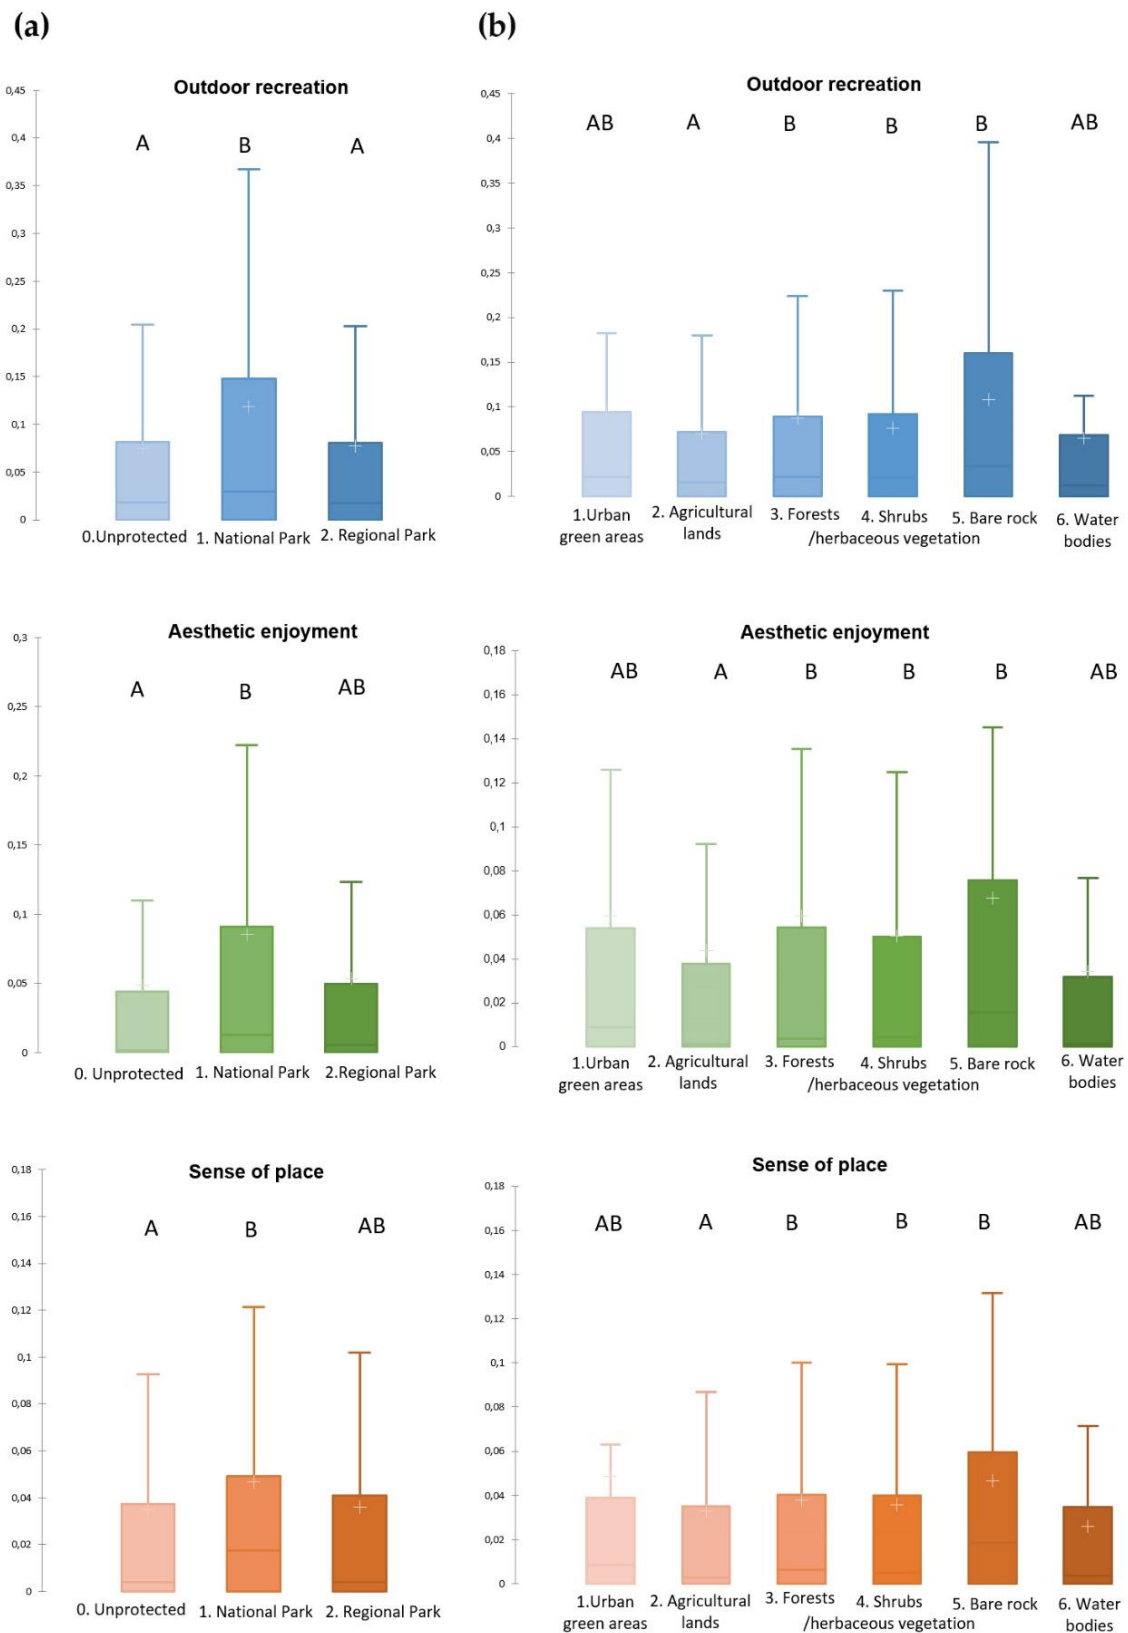 (a)
(b)
Outdoor recreation
0,45
0,4
0,35
0,3
0,25
0,2
0,15
0,1
0,05
0
A B A
0.Unprotected 1. National Park 2. Regional Park
Outdoor recreation
0,45
0,4
0,35
0,3
0,25
0,2
0,15
0,1
0,05
0
AB A B B B AB
1.Urban green areas
2. Agricultural lands
3. Forests
4. Shrubs /herbaceous vegetation
5. Bare rock
6. Water bodies
Aesthetic enjoyment
0,3
0,25
0,2
0,15
0,1
0,05
0
A B AB
0. Unprotected 1. National Park 2.Regional Park
Aesthetic enjoyment
0,18
0,16
0,14
0,12
0,1
0,08
0,06
0,04
0,02
0
AB A B B B AB
1.Urban green areas
2. Agricultural lands
3. Forests
4. Shrubs /herbaceous vegetation
5. Bare rock
6. Water bodies
Sense of place
0,18
0,16
0,14
0,12
0,1
0,08
0,06
0,04
0,02
0
A B AB
0. Unprotected 1. National Park 2. Regional Park
Sense of place
0,18
0,16
0,14
0,12
0,1
0,08
0,06
0,04
0,02
0
AB A B B B AB
1.Urban green areas
2. Agricultural lands
3. Forests
4. Shrubs /herbaceous vegetation
5. Bare rock
6. Water bodies